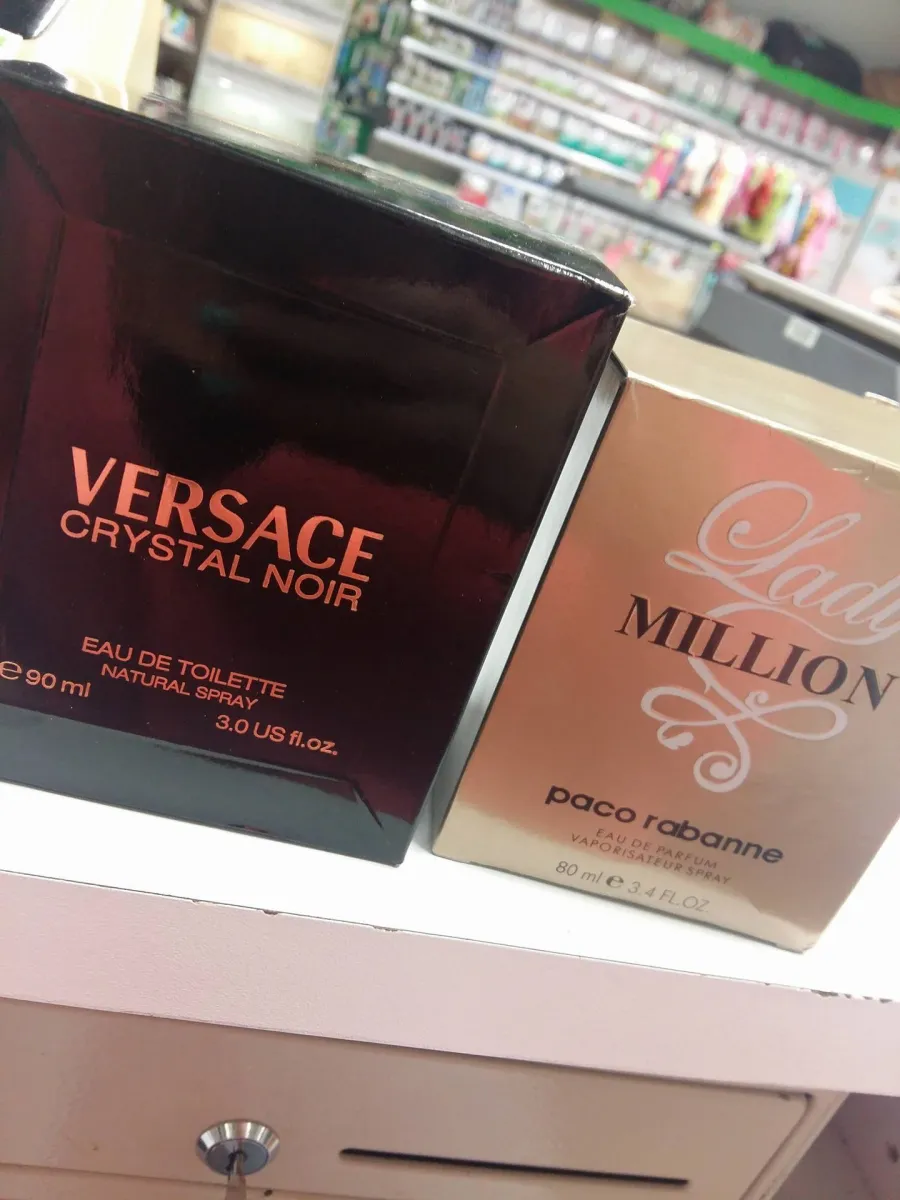 VERSACE
CRYSTAL NOIR
EAU DE TOILETTE
NATURAL SPRAY
e 90 ml
3.0 US fl.oz.
Lady
MILLION
paco rabanne
EAU DE PARFUM
VAPORISATEUR SPRAY
80 ml e 3.4 FL.OZ